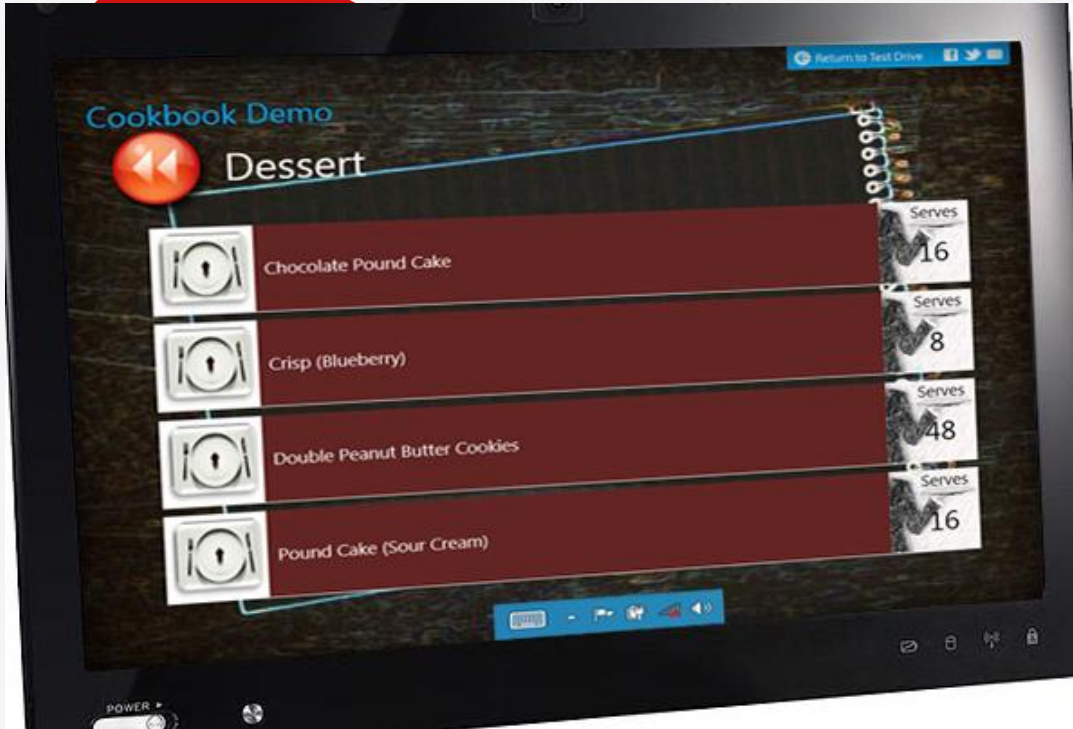 Return to Test Drive
Cookbook Demo
Dessert
Chocolate Pound Cake
Serves
16
Crisp (Blueberry)
Serves
8
Double Peanut Butter Cookies
Serves
48
Pound Cake (Sour Cream)
Serves
16
POWER